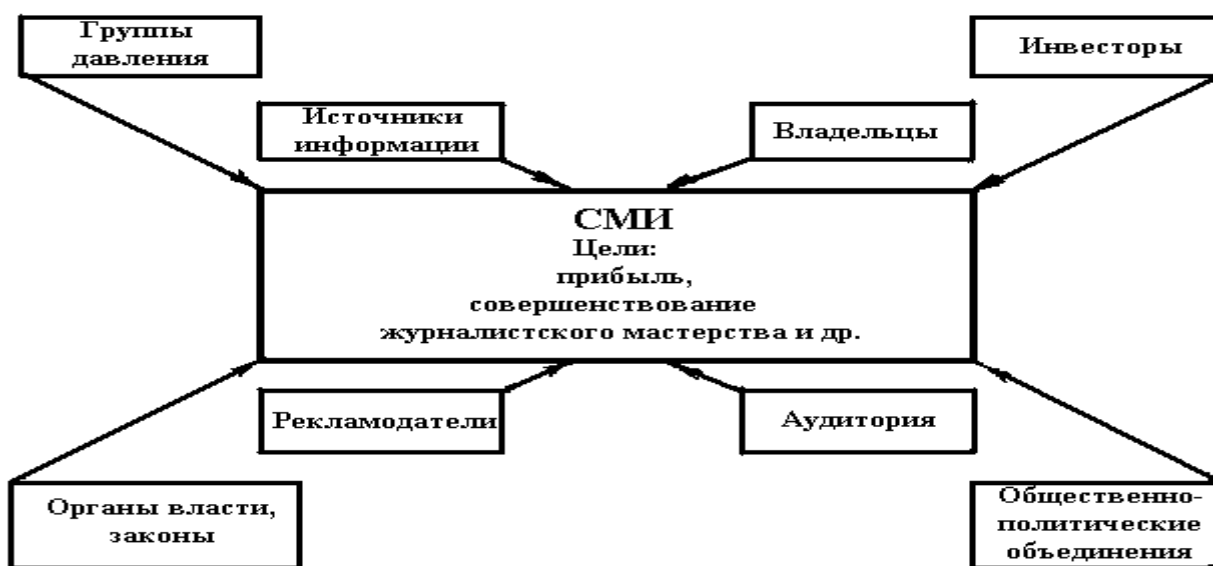 Группы
давления
Инвесторы
Источники
информации
Владельцы
СМИ
Цели:
прибыль,
совершенствование
журналистского мастерства и др.
Рекламодатели
Аудитория
Органы власти,
законы
Общественно-
политические
объединения